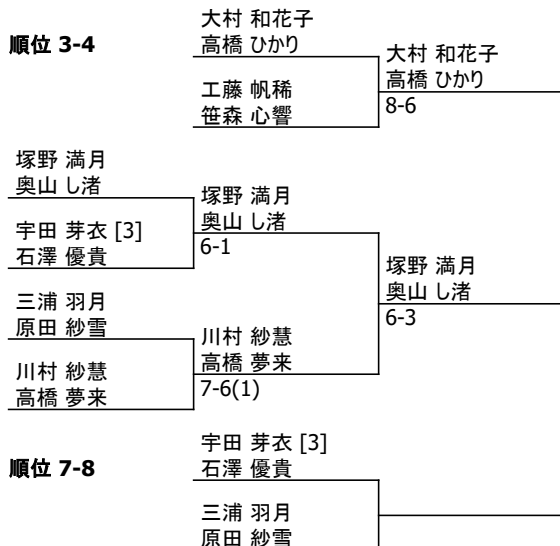 順位 3-4
大村 和花子
高橋 ひかり
工藤 帆稀
笹森 心響
大村 和花子
高橋 ひかり
8-6
塚野 満月
奥山 し渚
宇田 芽衣 [3]
石澤 優貴
三浦 羽月
原田 紗雪
川村 紗慧
高橋 夢来
塚野 満月
奥山 し渚
6-1
川村 紗慧
高橋 夢来
7-6(1)
塚野 満月
奥山 し渚
6-3
順位 7-8
宇田 芽衣 [3]
石澤 優貴
三浦 羽月
原田 紗雪